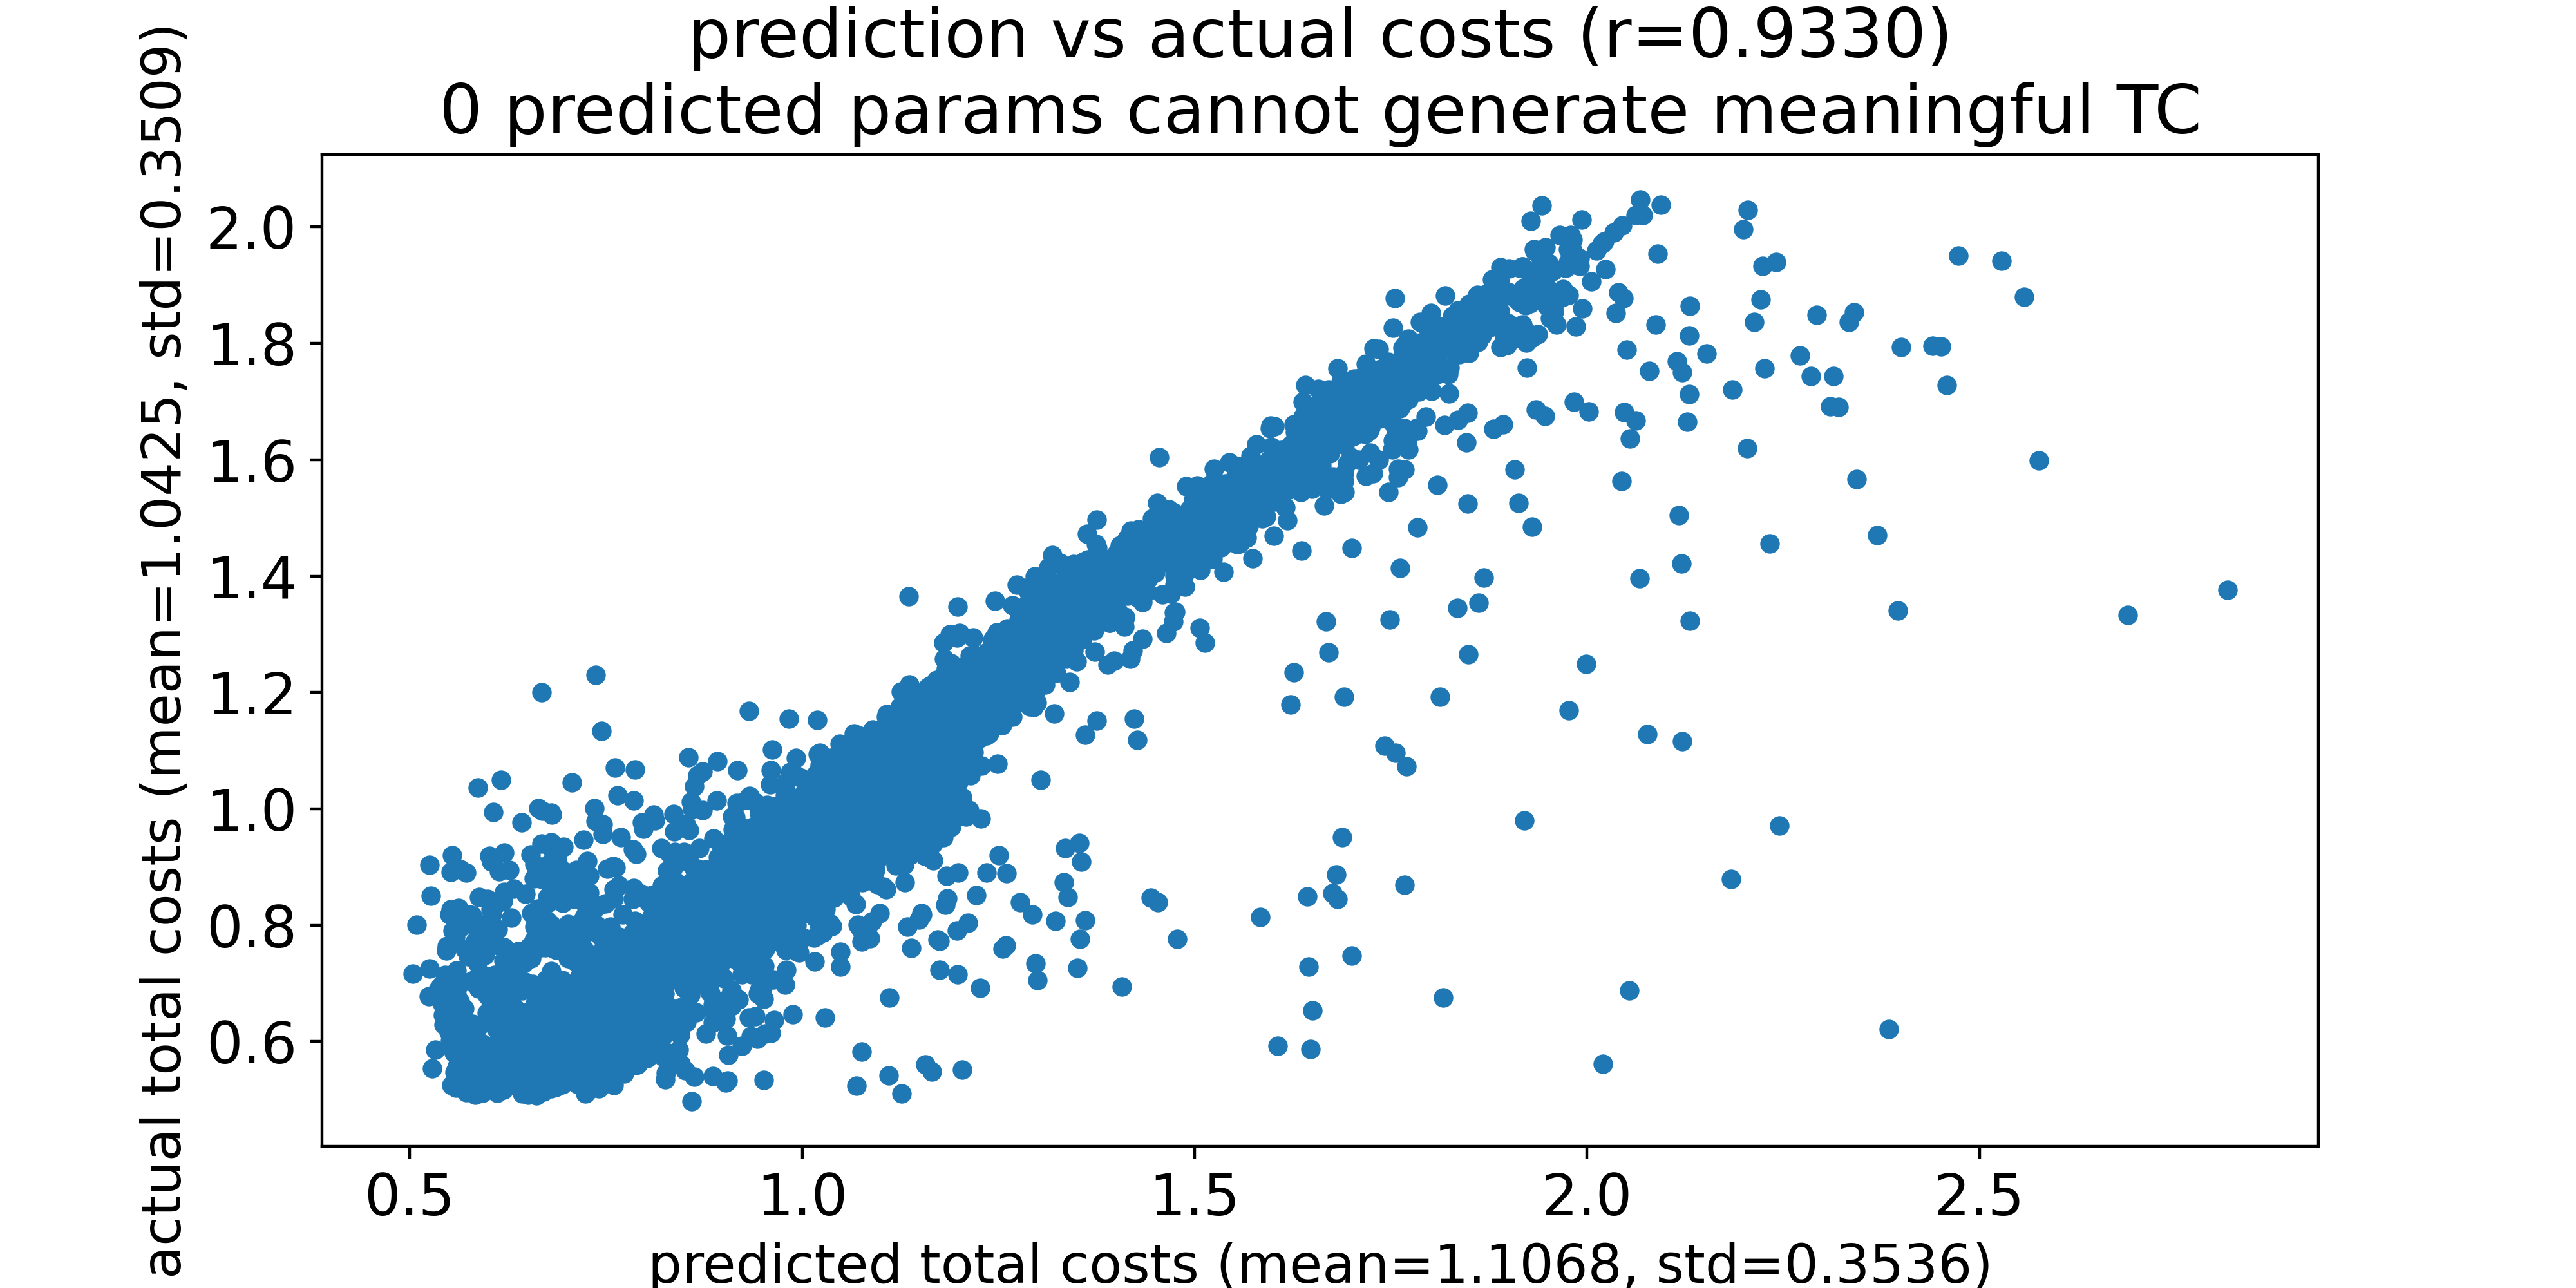 prediction vs actual costs (r=0.9330)
0 predicted params cannot generate meaningful TC
actual total costs (mean=1.0425, std=0.3509)
2.0
1.8
1.6
1.4
1.2
1.0
0.8
0.6
0.5 1.0 1.5 2.0 2.5
predicted total costs (mean=1.1068, std=0.3536)